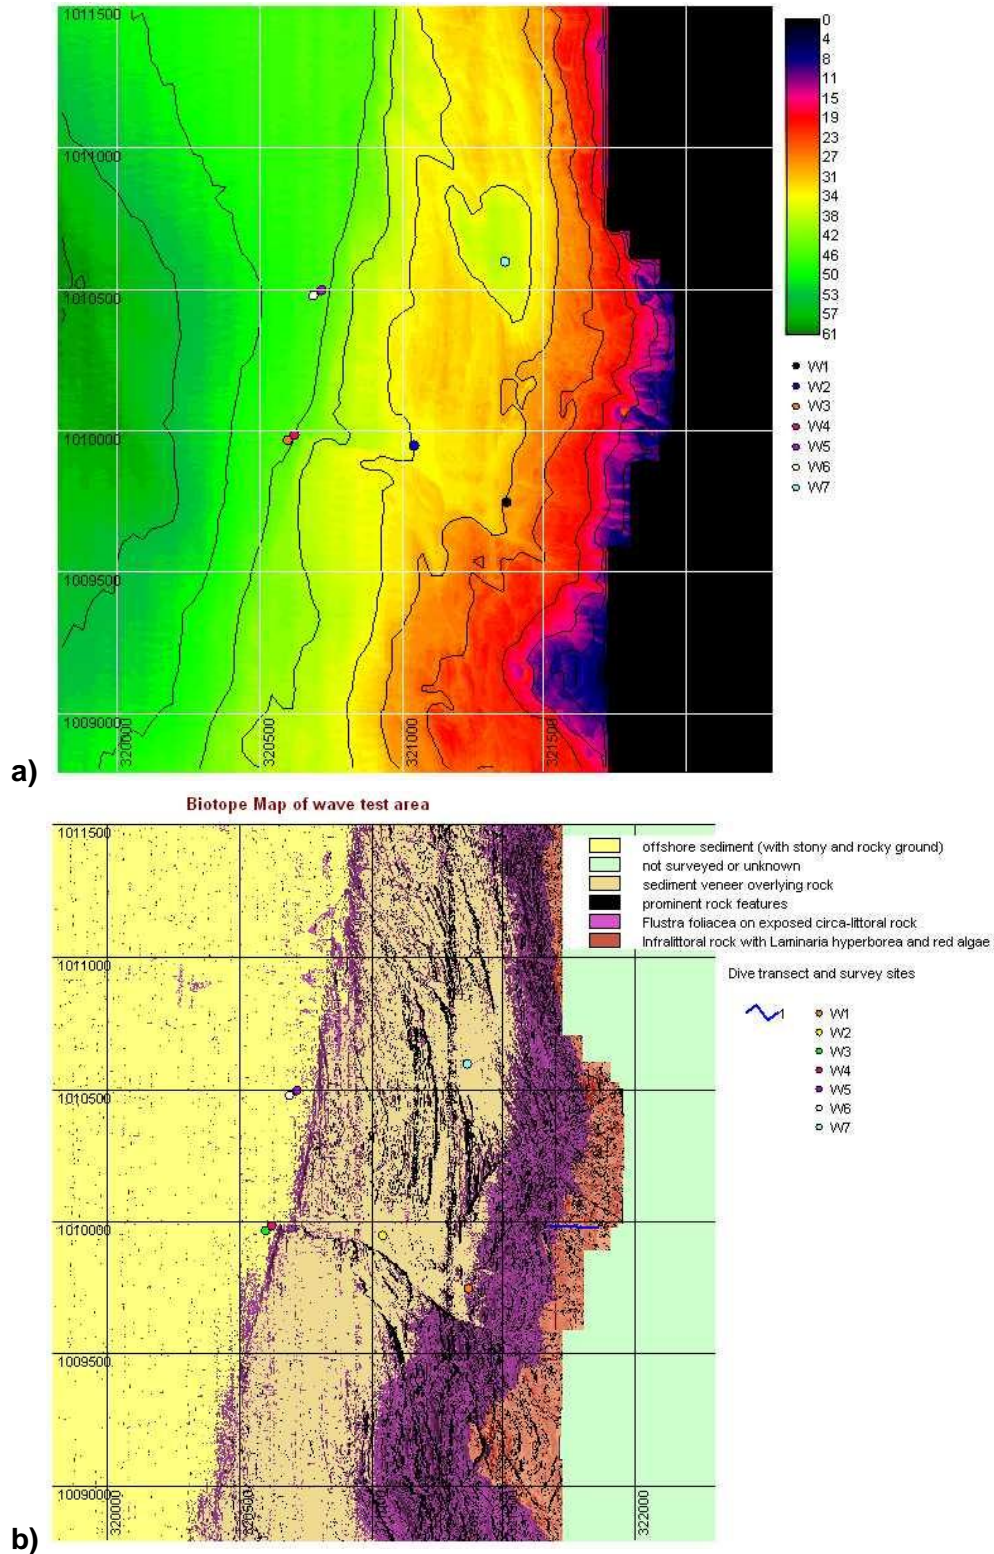 1011500
0
4
8
11
15
19
23
27
31
34
38
42
46
50
53
57
61
1011000
1010500
W1
W2
W3
W4
W5
W6
W7
1010000
1009500
10090000
320000
320500
321000
321500
a)
Biotope Map of wave test area
1011500
offshore sediment (with stony and rocky ground)
not surveyed or unknown
sediment veneer overlying rock
prominent rock features
Flustra foliacea on exposed circa-littoral rock
Infralittoral rock with Laminaria hyperborea and red algae
1011000
Dive transect and survey sites
1
W1
W2
W3
W4
W5
W6
W7
1010500
1010000
1009500
10090000
320000
320500
322000
b)